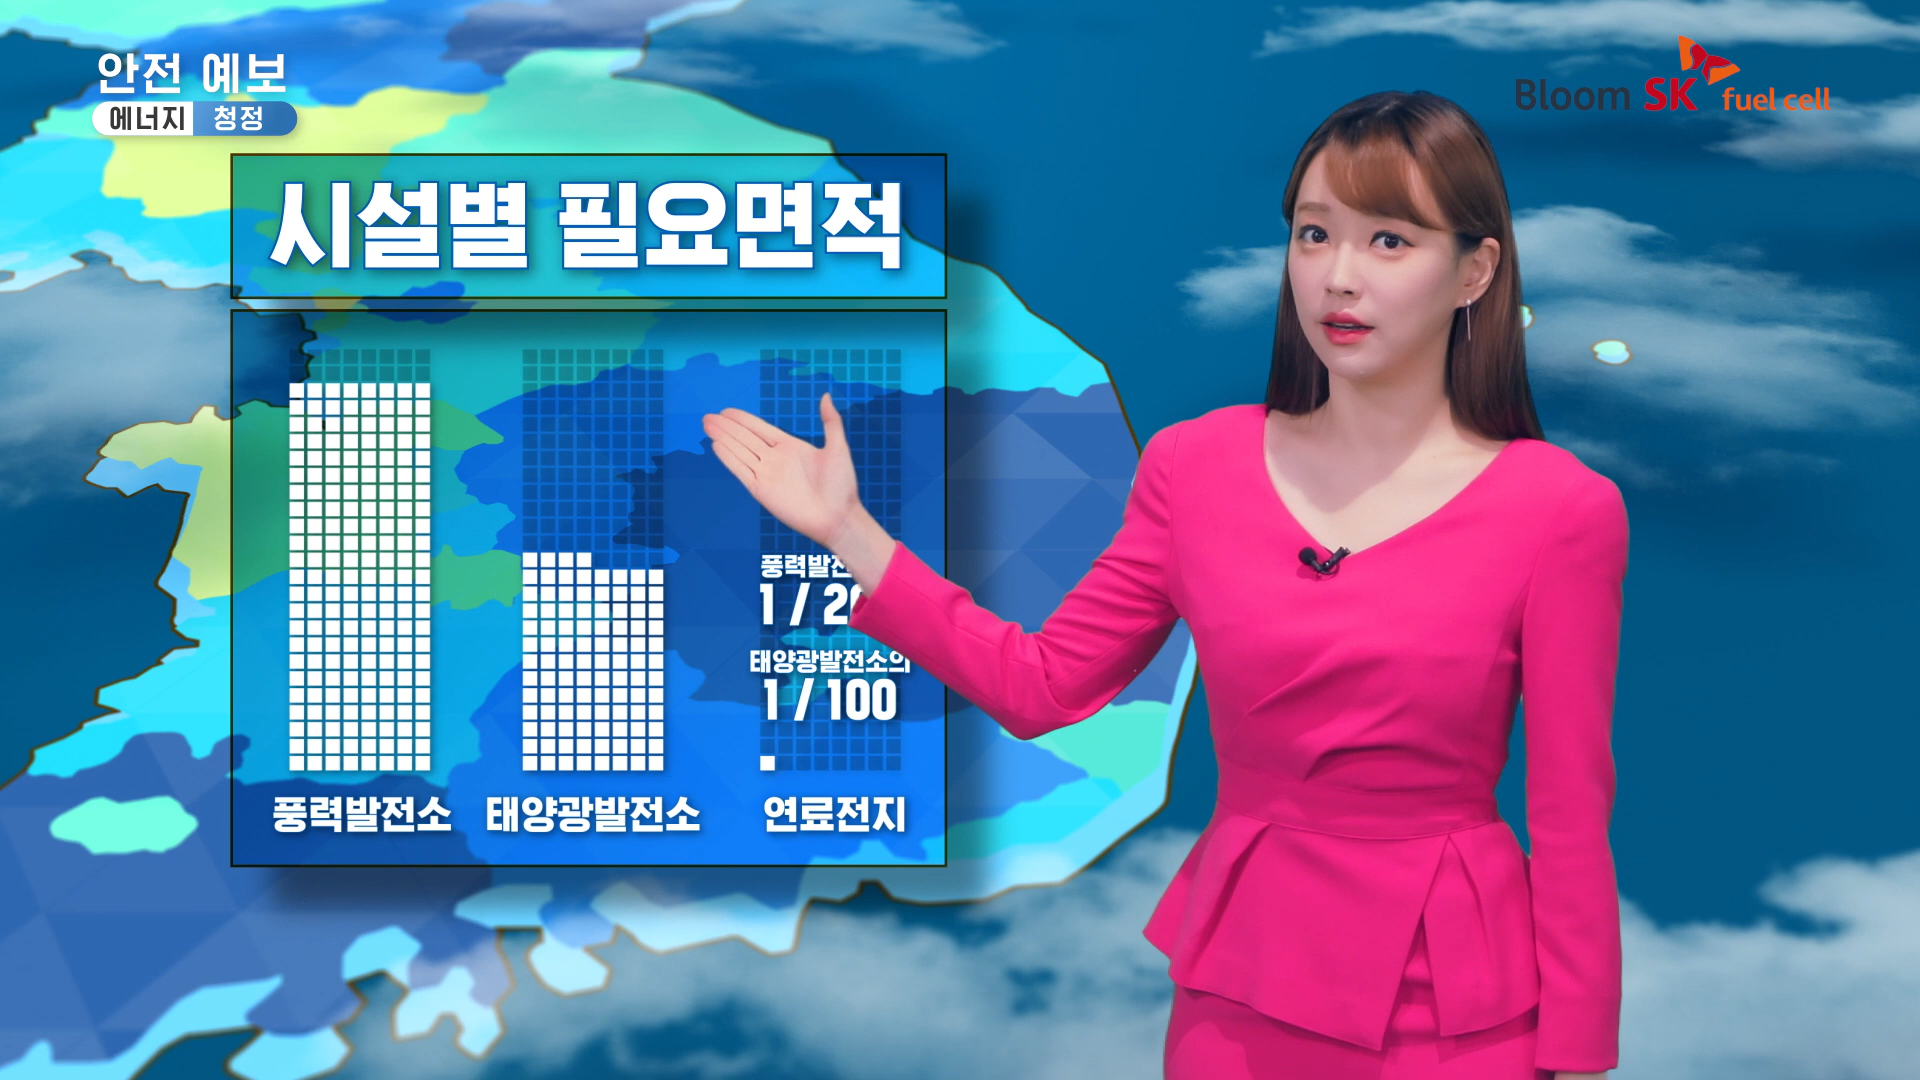 안전 예보
에너지 청정
Bloom SK fuel cell
시설별 필요면적
1 /
태양광발전소의
1 / 100
풍력발전소
태양광발전소
연료전지